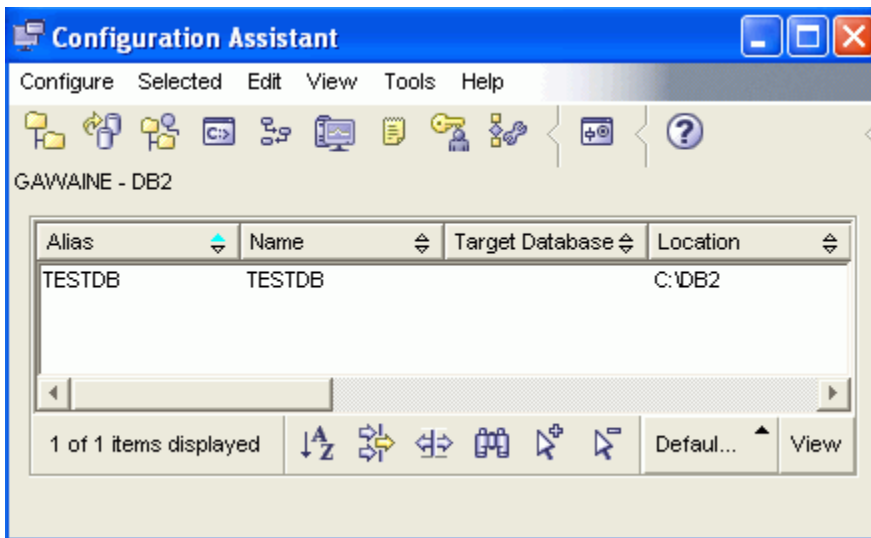 Configuration Assistant
Configure Selected Edit View Tools Help
C:\>
GAWAINE - DB2
Alias Name Target Database Location
TESTDB TESTDB C:\DB2
1 of 1 items displayed A Z Defaul... View